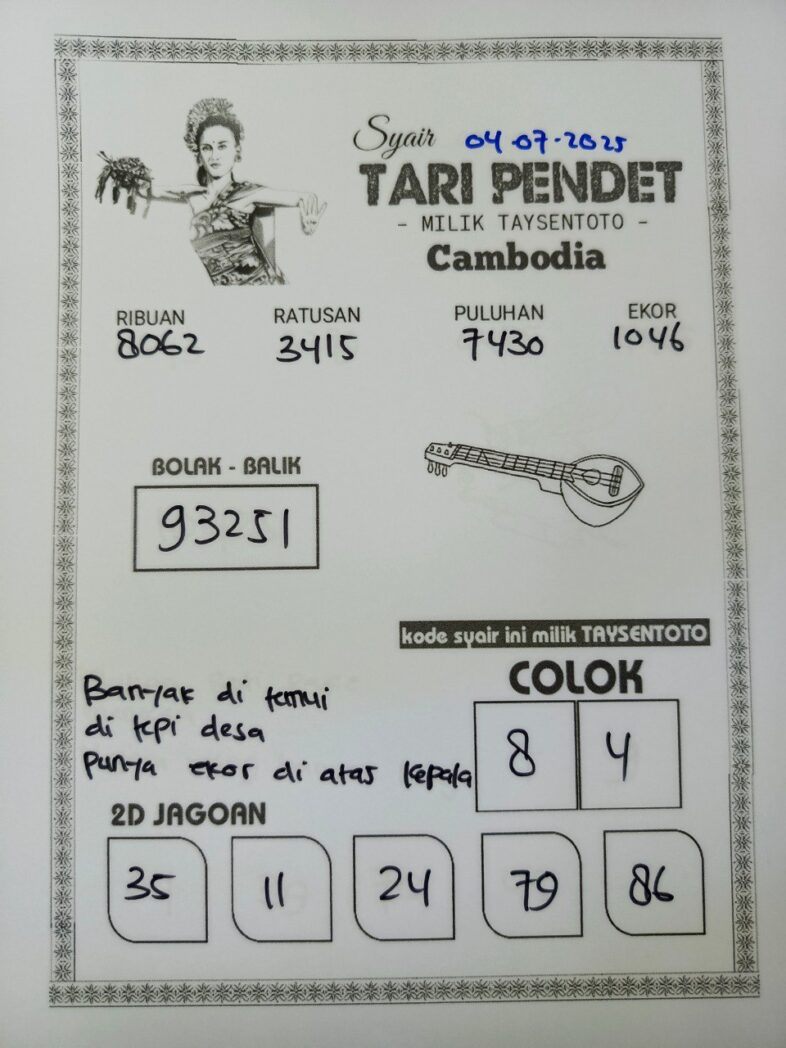 Syair 04-07-2025
TARI PENDET
- MILIK TAYSENTOTO -
Cambodia
RIBUAN RATUSAN PULUHAN EKOR
8062 3415 7430 1046
BOLAK - BALIK
93251
kode syair ini milik TAYSENTOTO
COLOK
8 4
Banyak di temui
di tepi desa
punya ekor di atas kepala
2D JAGOAN
35 11 24 79 86